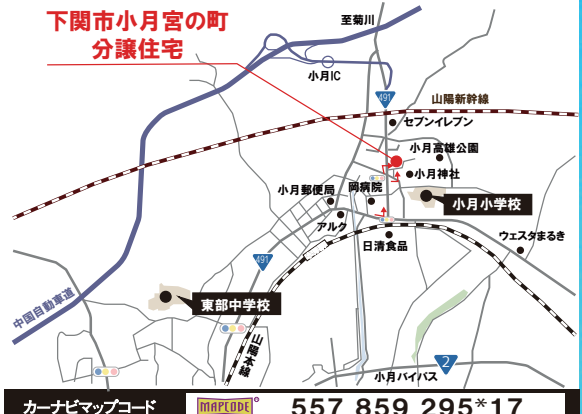 下関市小月宮の町
分譲住宅
至菊川
小月IC
491
山陽新幹線
セブンイレブン
小月高雄公園
小月神社
小月郵便局
岡病院
小月小学校
アルク
日清食品
ウェスタまるき
491
東部中学校
中国自動車道
山陽本線
2
小月バイパス
カーナビマップコード
MAPCODE
557 859 295*17